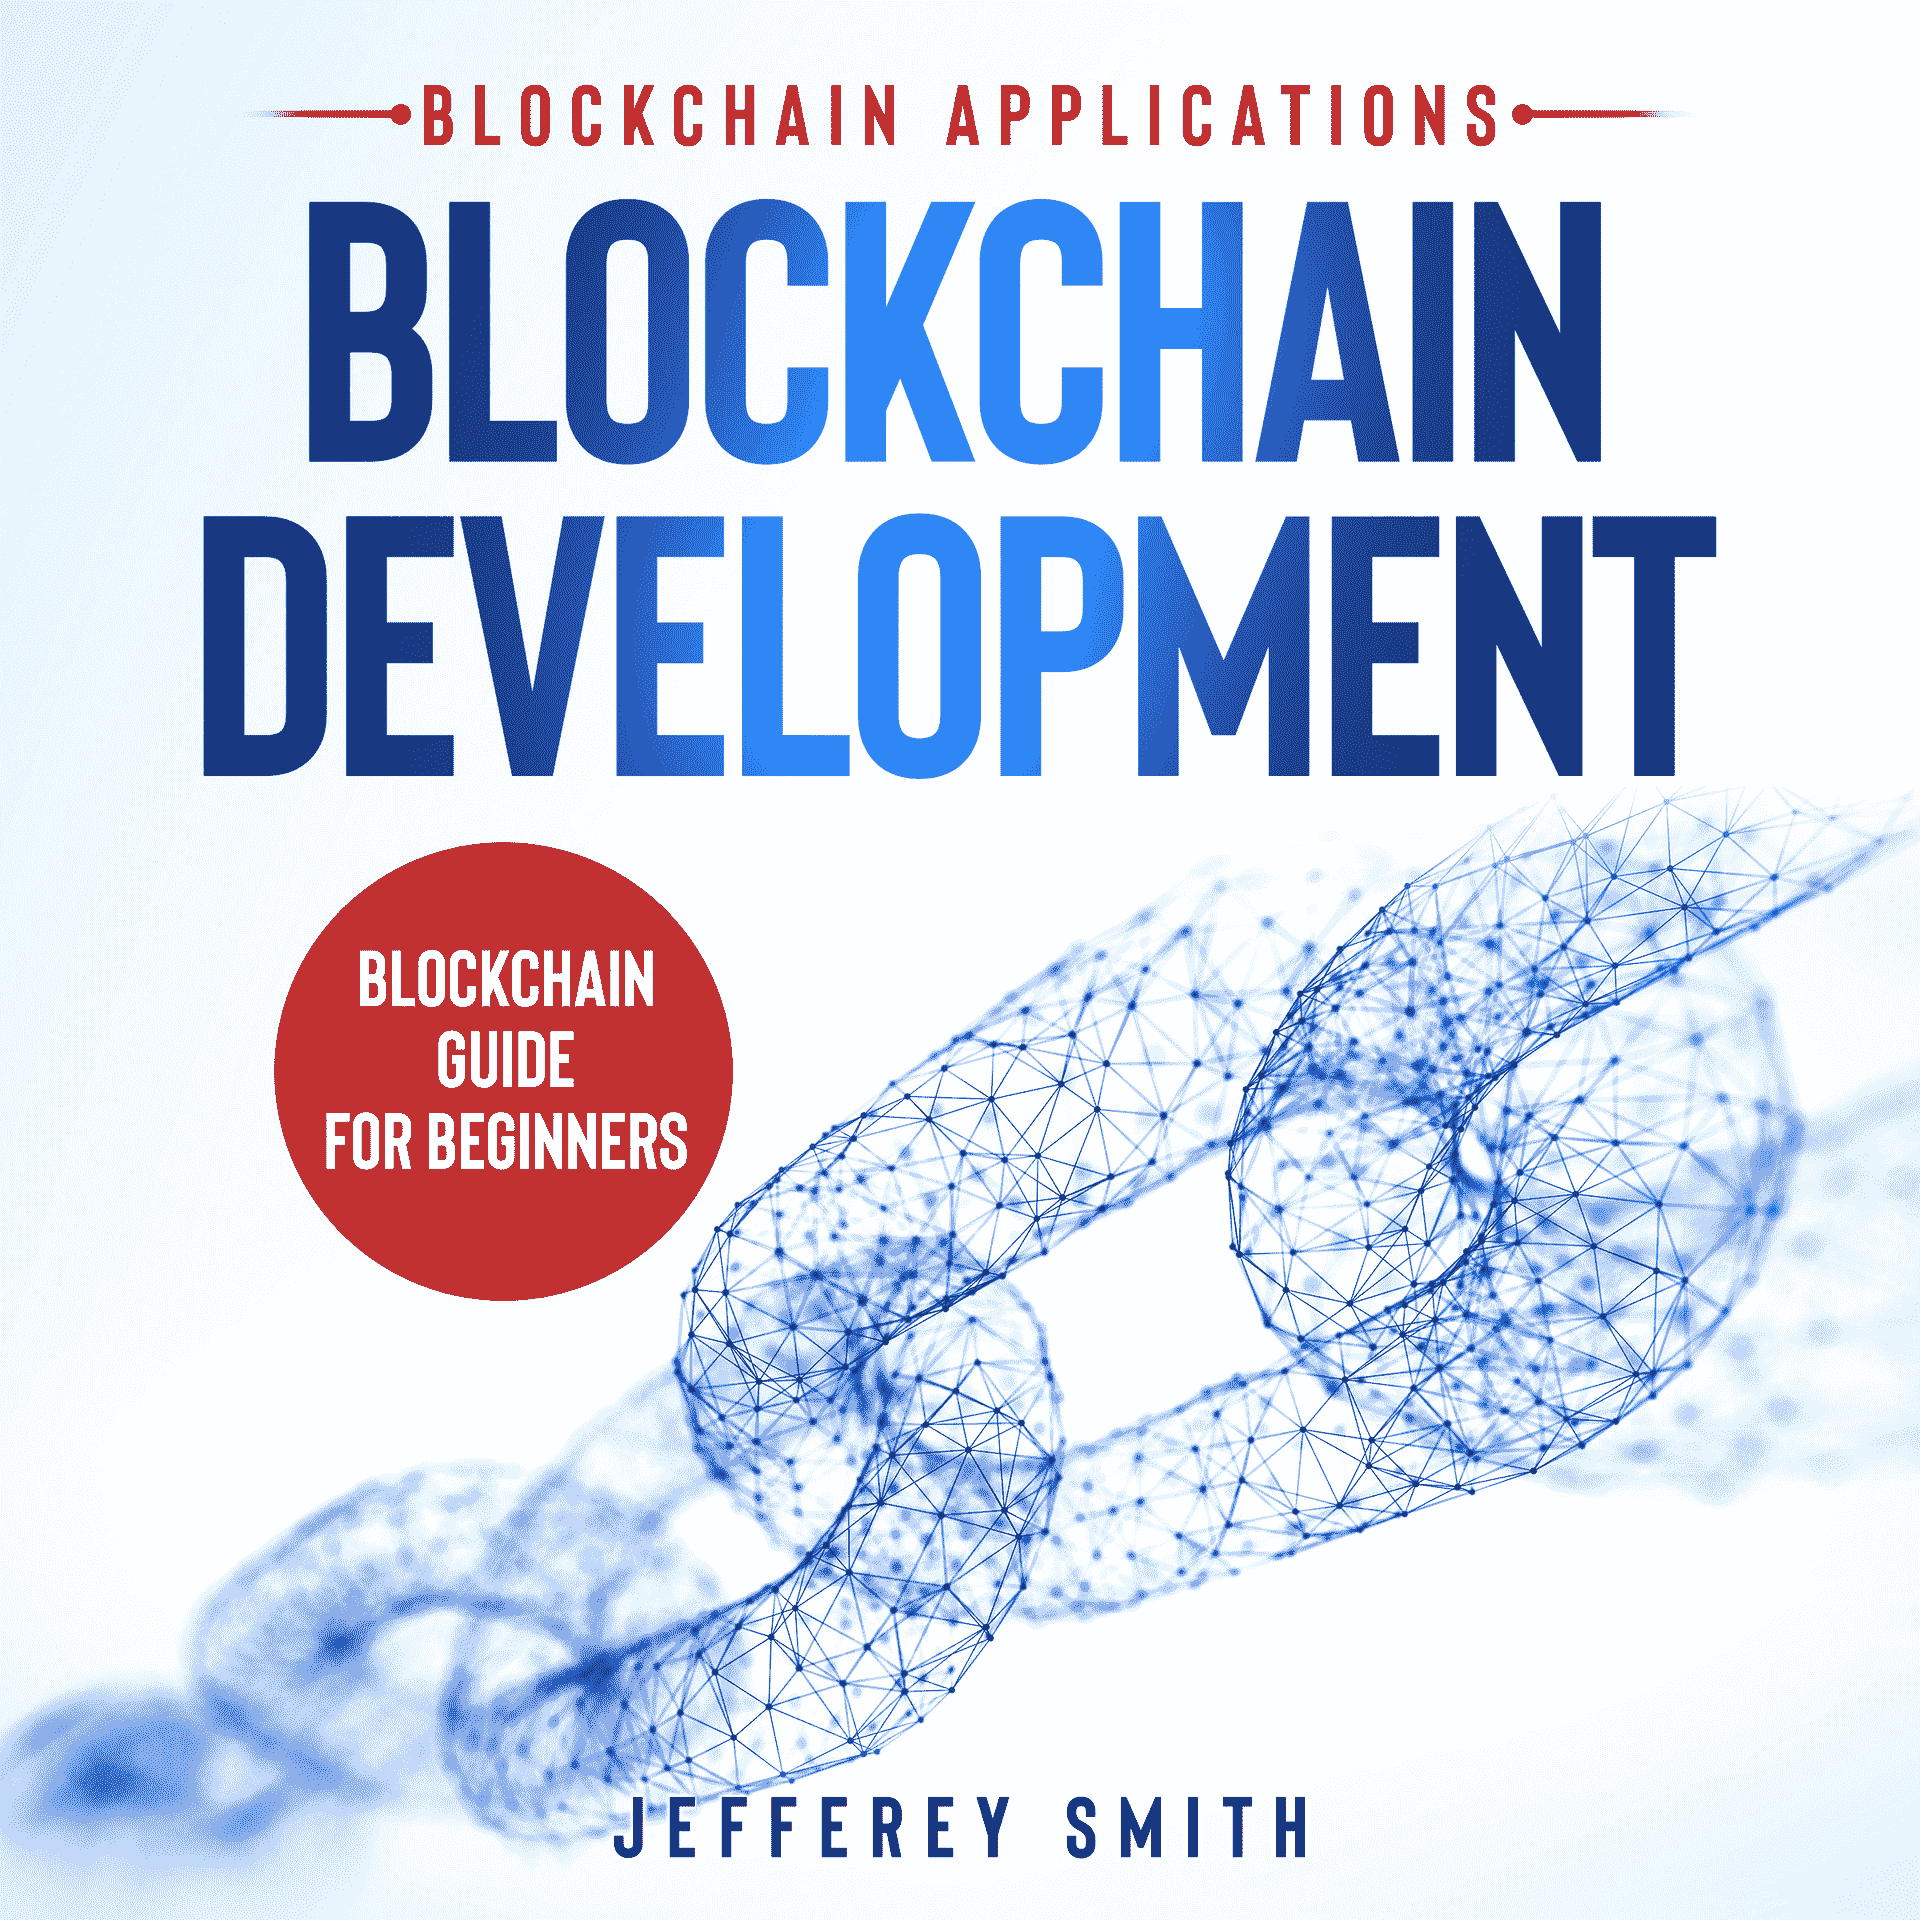 BLOCKCHAIN APPLICATIONS
BLOCKCHAIN
DEVELOPMENT
BLOCKCHAIN
GUIDE
FOR BEGINNERS
JEFFEREY SMITH